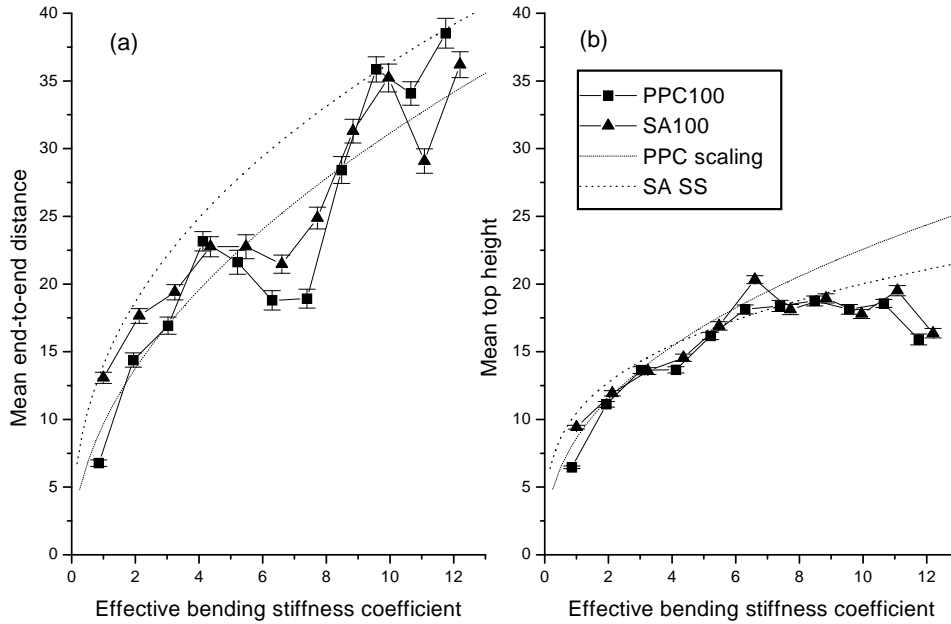 (a)
40
35
30
25
20
15
10
5
0
0 2 4 6 8 10 12
Mean end-to-end distance
Effective bending stiffness coefficient
(b)
PPC100
SA100
PPC scaling
SA SS
40
35
30
25
20
15
10
5
0
0 2 4 6 8 10 12
Mean top height
Effective bending stiffness coefficient